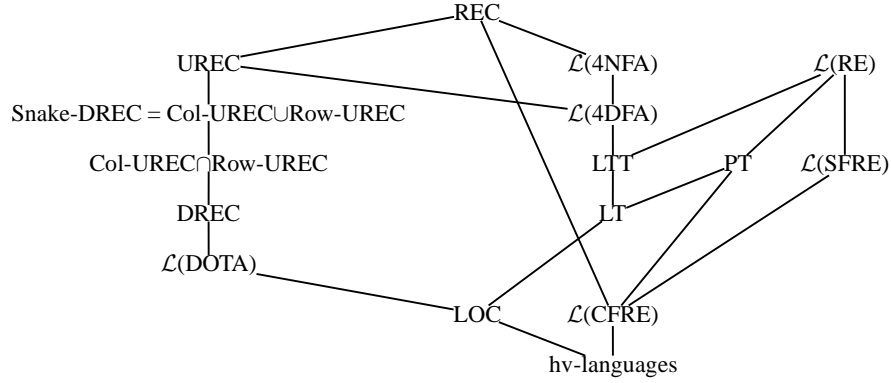 REC
UREC ℒ(4NFA) ℒ(RE)
Snake-DREC = Col-UREC∪Row-UREC ℒ(4DFA)
Col-UREC∩Row-UREC LTT PT ℒ(SFRE)
DREC LT
ℒ(DOTA)
LOC ℒ(CFRE)
hv-languages